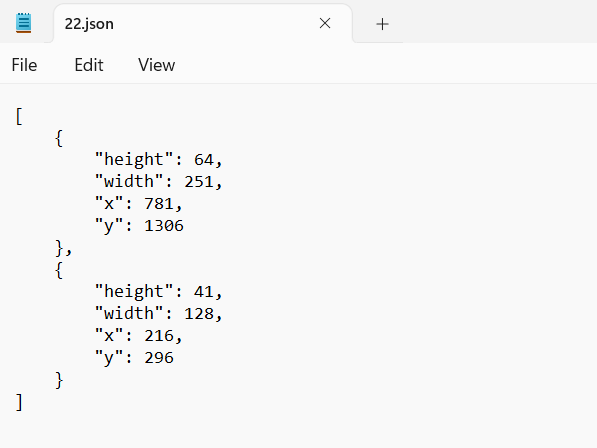 22.json
File Edit View
[
    {
        "height": 64,
        "width": 251,
        "x": 781,
        "y": 1306
    },
    {
        "height": 41,
        "width": 128,
        "x": 216,
        "y": 296
    }
]